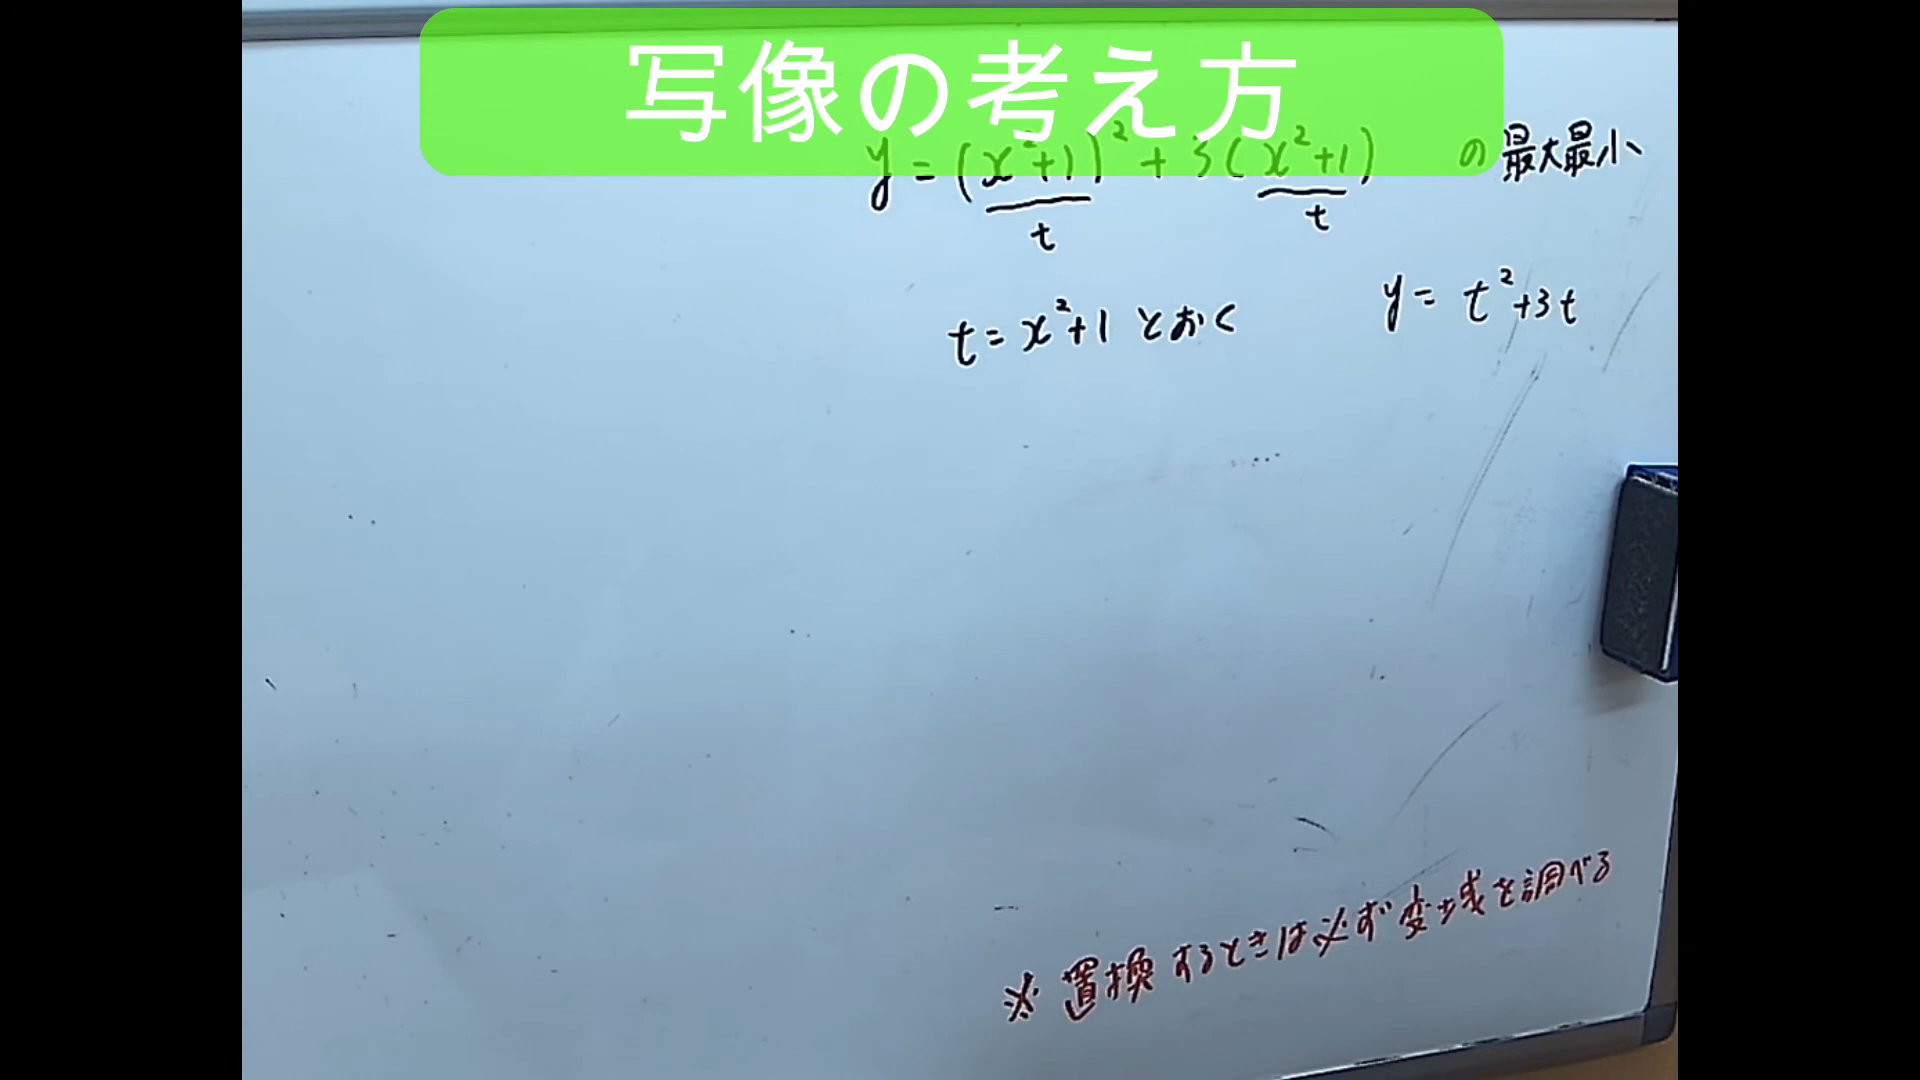 写像の考え方
y = (x²+1)² + 3(x²+1) の最大最小
t t
t = x²+1 とおく
y = t²+3t
※ 置換するときは必ず変域を調べる